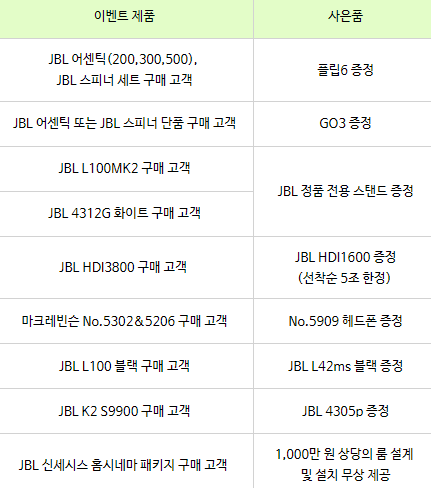 이벤트 제품 사은품
JBL 어센틱(200,300,500),
JBL 스피너 세트 구매 고객
플립6 증정
JBL 어센틱 또는 JBL 스피너 단품 구매 고객 GO3 증정
JBL L100MK2 구매 고객
JBL 4312G 화이트 구매 고객
JBL 정품 전용 스탠드 증정
JBL HDI3800 구매 고객
JBL HDI1600 증정
(선착순 5조 한정)
마크레빈슨 No.5302&5206 구매 고객 No.5909 헤드폰 증정
JBL L100 블랙 구매 고객 JBL L42ms 블랙 증정
JBL K2 S9900 구매 고객 JBL 4305p 증정
JBL 신세시스 홈시네마 패키지 구매 고객
1,000만 원 상당의 룸 설계
및 설치 무상 제공